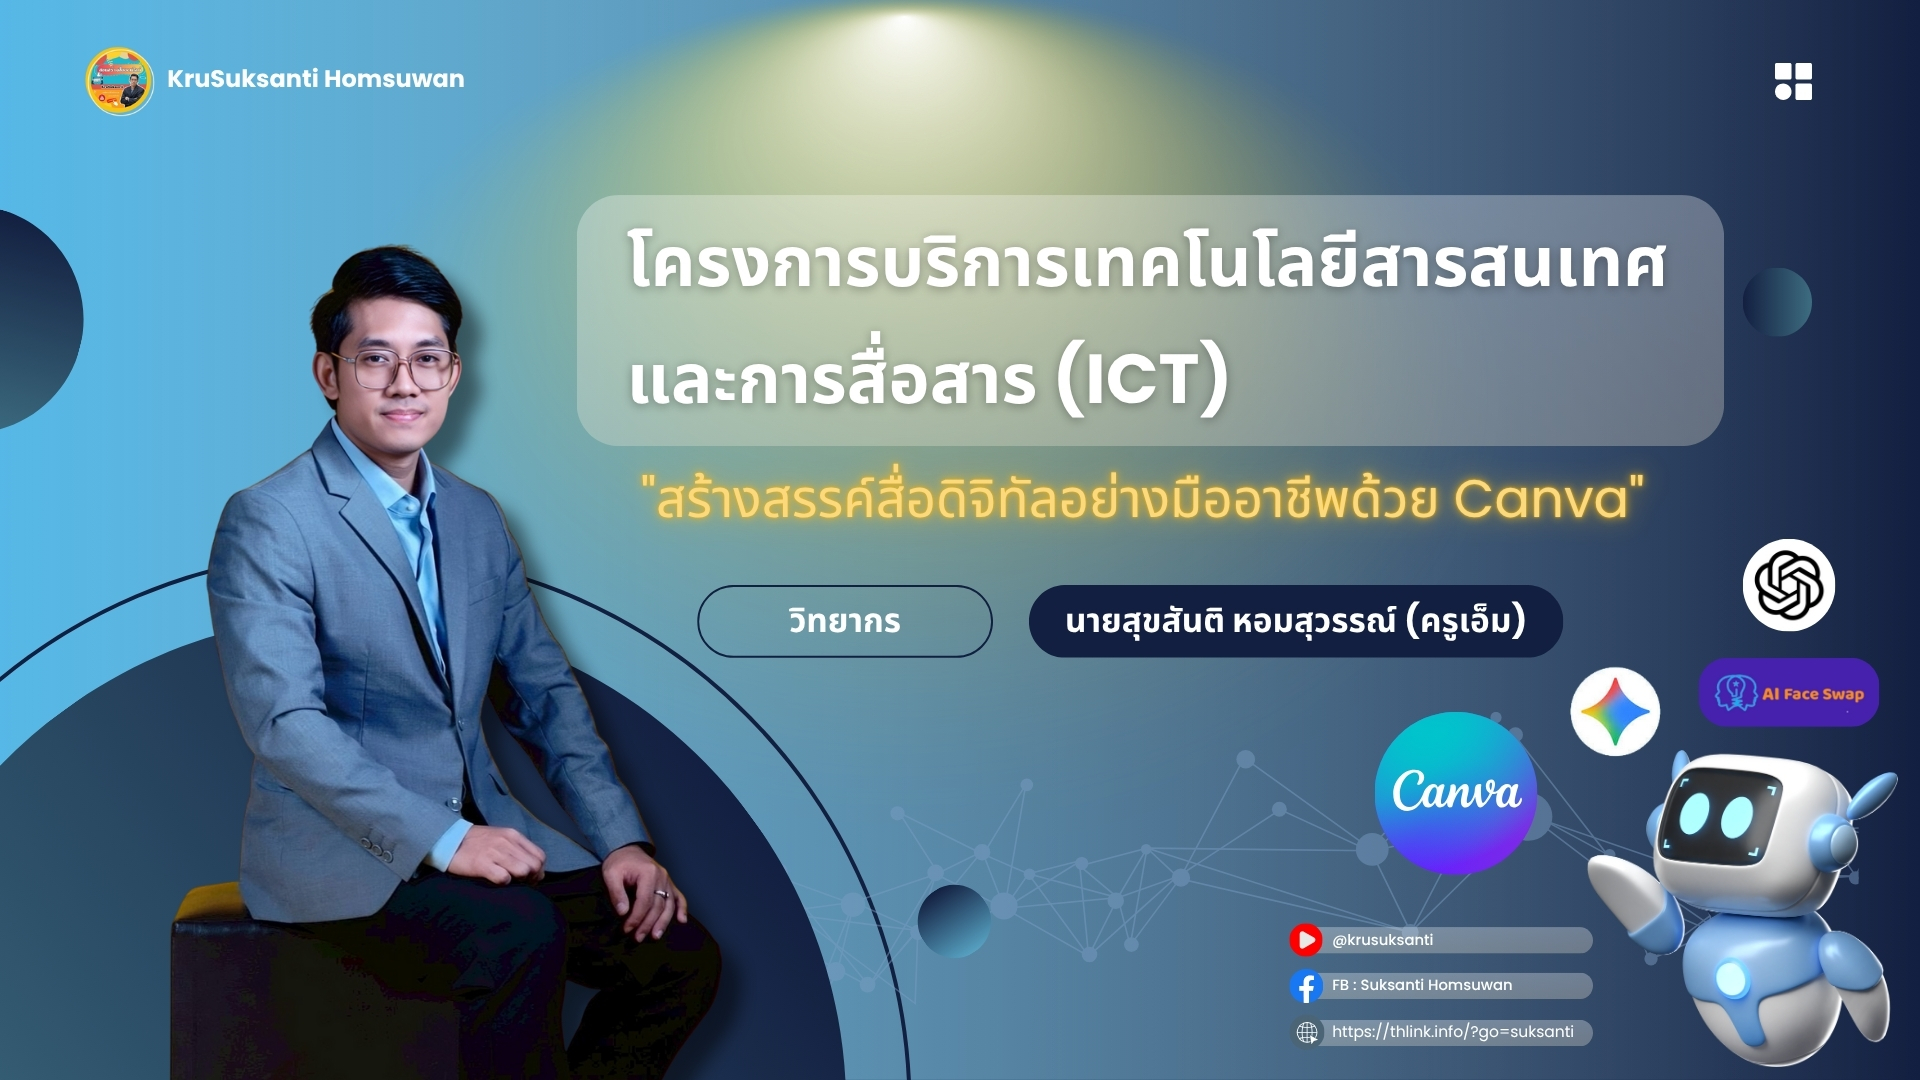 KruSuksanti Homsuwan
โครงการบริการเทคโนโลยีสารสนเทศ
และการสื่อสาร (ICT)
"สร้างสรรค์สื่อดิจิทัลอย่างมืออาชีพด้วย Canva"
วิทยากร
นายสุขสันติ หอมสุวรรณ์ (ครูเอ็ม)
AI Face Swap
Canva
@krusuksanti
FB : Suksanti Homsuwan
https://thlink.info/?go=suksanti